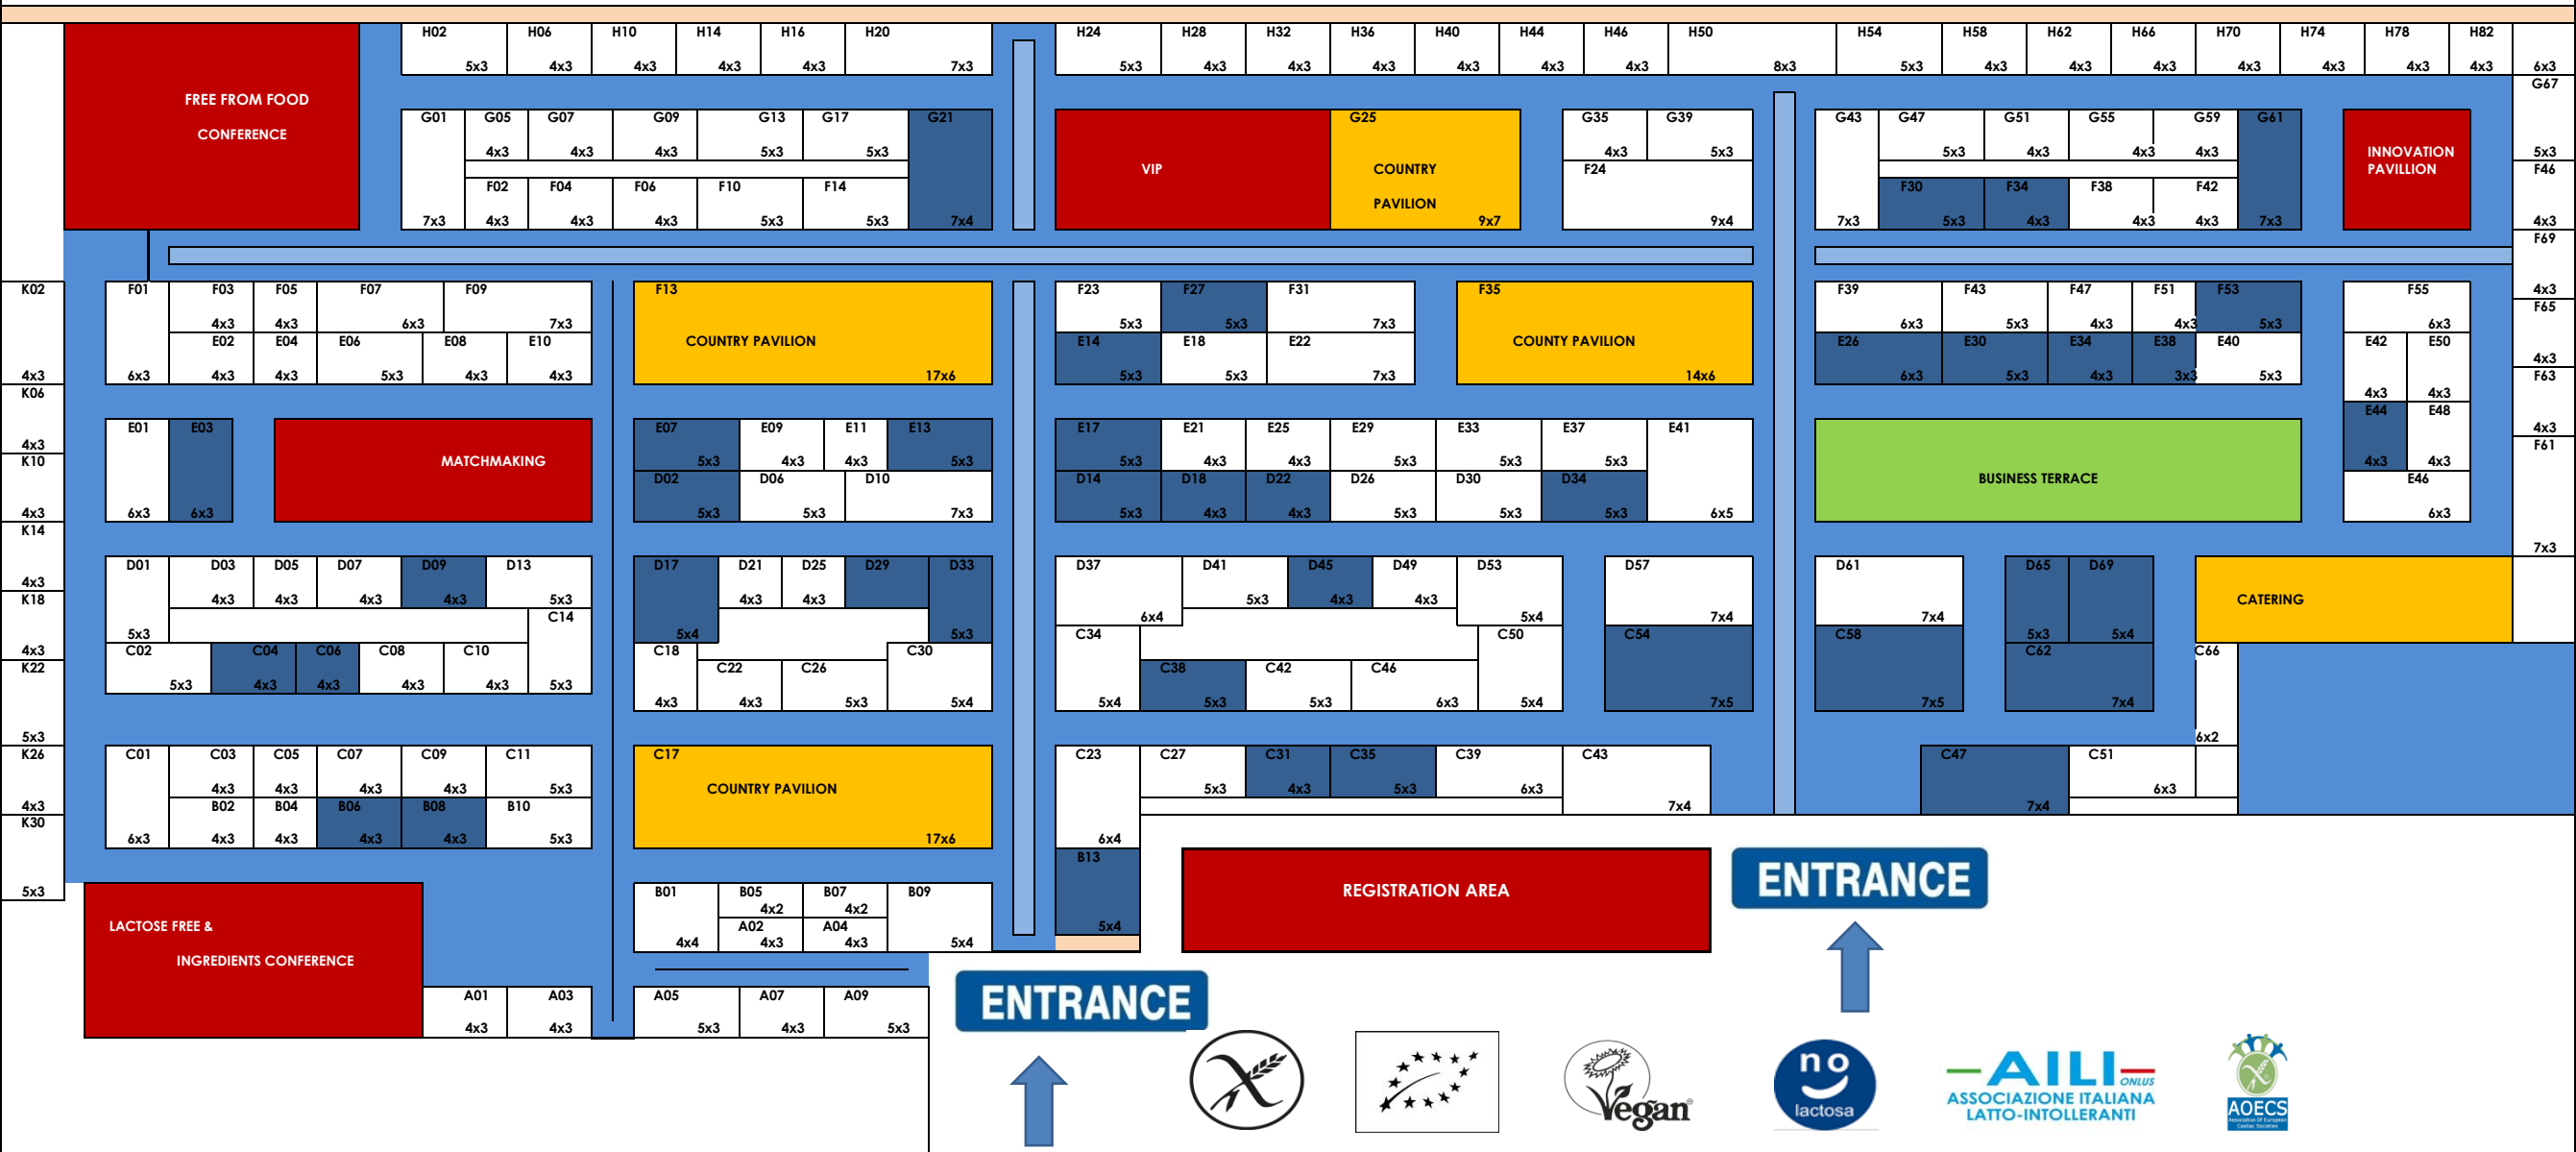 H02 H06 H10 H14 H16 H20 H24 H28 H32 H36 H40 H44 H46 H50 H54 H58 H62 H66 H70 H74 H78 H82
5x3 4x3 4x3 4x3 4x3 7x3 5x3 4x3 4x3 4x3 4x3 4x3 4x3 8x3 5x3 4x3 4x3 4x3 4x3 4x3 4x3 4x3 6x3
G67
FREE FROM FOOD
CONFERENCE
G01 G05 G07 G09 G13 G17 G21 G25 G35 G39 G43 G47 G51 G55 G59 G61
4x3 4x3 4x3 5x3 5x3 4x3 5x3 5x3 4x3 4x3 4x3 5x3
VIP
COUNTRY
PAVILION
INNOVATION
PAVILLION
F24 F46
F02 F04 F06 F10 F14 F30 F34 F38 F42
7x3 4x3 4x3 4x3 5x3 5x3 7x4 9x7 9x4 7x3 5x3 4x3 4x3 4x3 7x3 4x3
F69
K02 F01 F03 F05 F07 F09 F13 F23 F27 F31 F35 F39 F43 F47 F51 F53 F55 4x3
F65
4x3 4x3 6x3 7x3 5x3 5x3 7x3 6x3 5x3 4x3 4x3 5x3 6x3
COUNTRY PAVILION
COUNTY PAVILION
E02 E04 E06 E08 E10 E14 E18 E22 E26 E30 E34 E38 E40 E42 E50
4x3
4x3 6x3 4x3 4x3 5x3 4x3 4x3 17x6 5x3 5x3 7x3 14x6 6x3 5x3 4x3 3x3 5x3 F63
K06 4x3 4x3
E44 E48
E01 E03 E07 E09 E11 E13 E17 E21 E25 E29 E33 E37 E41 4x3
4x3 F61
K10 MATCHMAKING 5x3 4x3 4x3 5x3 5x3 4x3 4x3 5x3 5x3 5x3 4x3 4x3
BUSINESS TERRACE
D02 D06 D10 D14 D18 D22 D26 D30 D34 E46
4x3 6x3 6x3 5x3 5x3 7x3 5x3 4x3 4x3 5x3 5x3 5x3 6x5 6x3
K14
7x3
D01 D03 D05 D07 D09 D13 D17 D21 D25 D29 D33 D37 D41 D45 D49 D53 D57 D61 D65 D69
4x3
K18 4x3 4x3 4x3 4x3 5x3 4x3 4x3 5x3 4x3 4x3
CATERING
C14 6x4 5x4 7x4 7x4
5x3 5x4 5x3 C34 C50 C54 C58 5x3 5x4
4x3 C02 C04 C06 C08 C10 C18 C30 C62 C66
K22 C22 C26 C38 C42 C46
5x3 4x3 4x3 4x3 4x3 5x3
4x3 4x3 5x3 5x4 5x4 5x3 5x3 6x3 5x4 7x5 7x5 7x4
5x3 6x2
K26 C01 C03 C05 C07 C09 C11 C17 C23 C27 C31 C35 C39 C43 C47 C51
4x3 4x3 4x3 4x3 5x3 5x3 4x3 5x3 6x3 6x3
COUNTRY PAVILION
4x3 B02 B04 B06 B08 B10 7x4 7x4
K30
6x3 4x3 4x3 4x3 4x3 5x3 17x6 6x4
B13
5x3 B01 B05 B07 B09 REGISTRATION AREA ENTRANCE
4x2 4x2
A02 A04 5x4
4x4 4x3 4x3 5x4
LACTOSE FREE &
INGREDIENTS CONFERENCE
A01 A03 A05 A07 A09
4x3 4x3 5x3 4x3 5x3
ENTRANCE
Vegan
no
lactosa
AILI
ONLUS
ASSOCIAZIONE ITALIANA
LATTO-INTOLLERANTI
AOECS